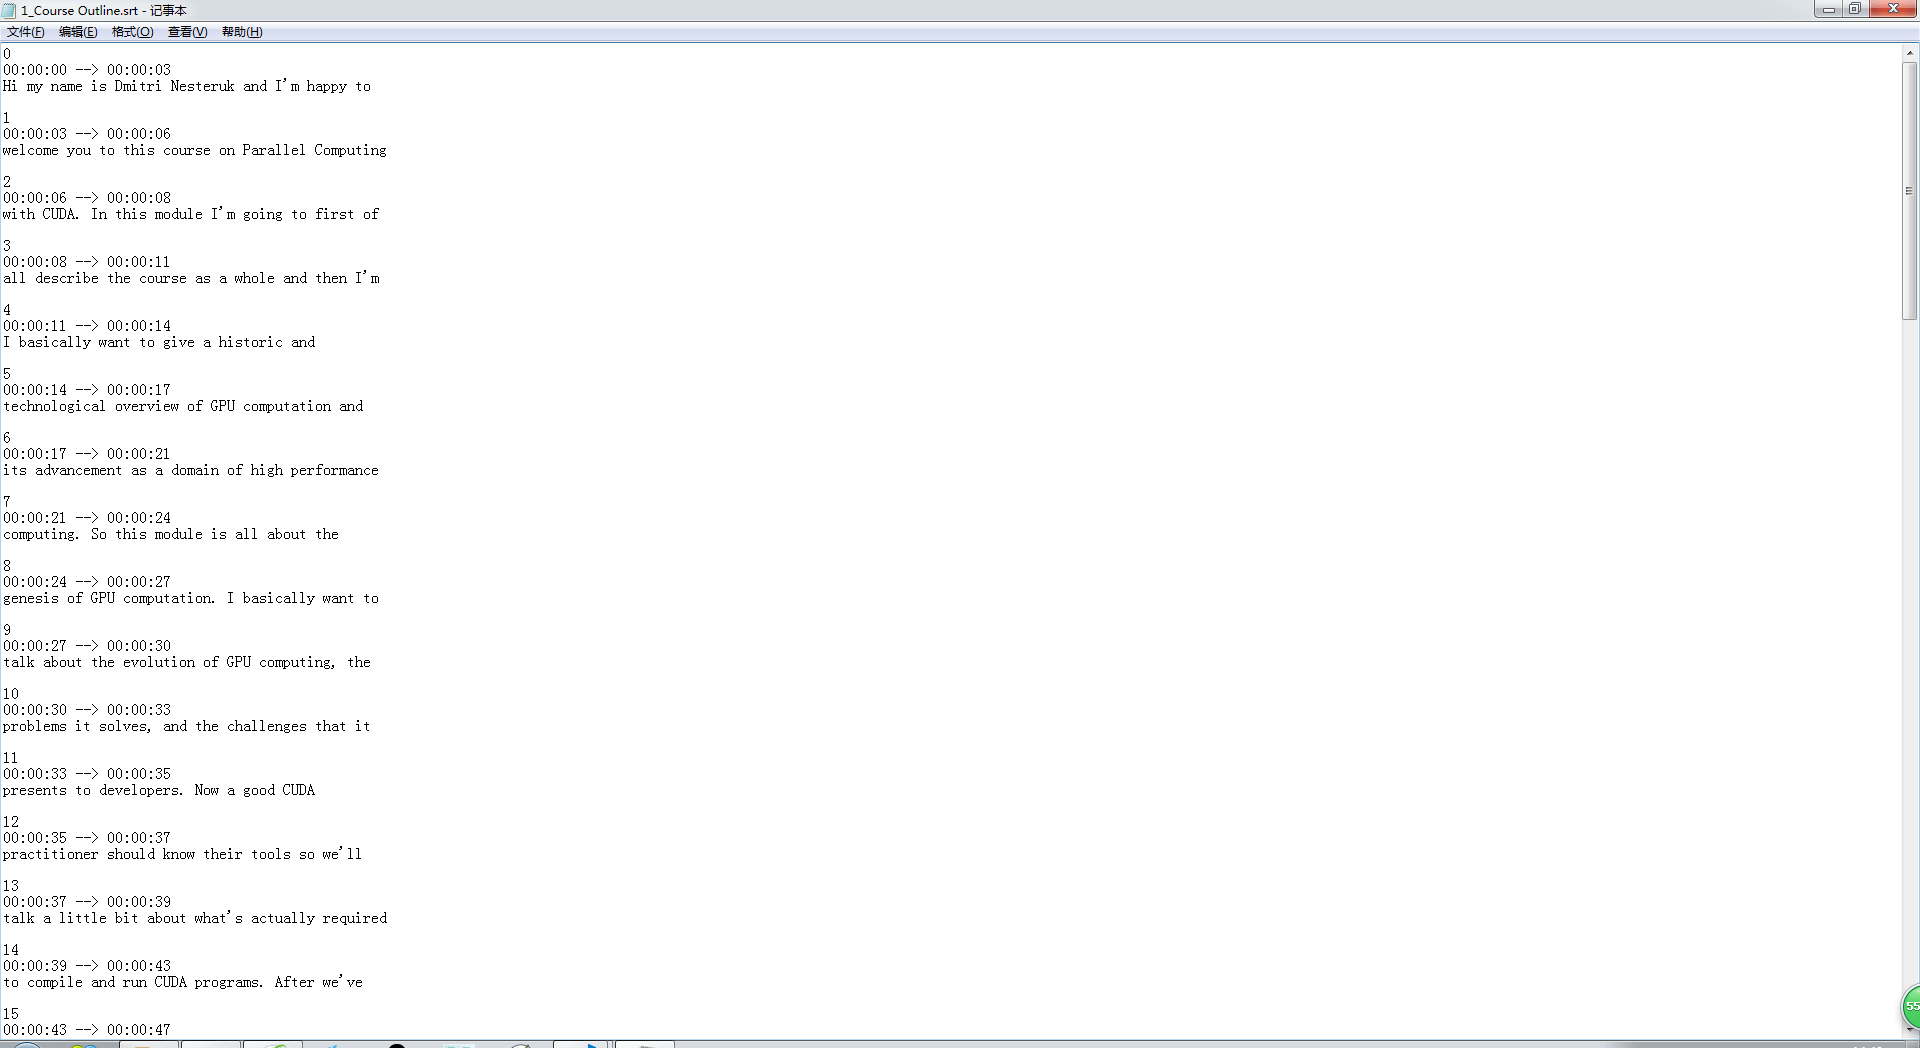 1_Course Outline.srt - 记事本
文件(F) 编辑(E) 格式(O) 查看(V) 帮助(H)
0
00:00:00 --> 00:00:03
Hi my name is Dmitri Nesteruk and I'm happy to
1
00:00:03 --> 00:00:06
welcome you to this course on Parallel Computing
2
00:00:06 --> 00:00:08
with CUDA. In this module I'm going to first of
3
00:00:08 --> 00:00:11
all describe the course as a whole and then I'm
4
00:00:11 --> 00:00:14
I basically want to give a historic and
5
00:00:14 --> 00:00:17
technological overview of GPU computation and
6
00:00:17 --> 00:00:21
its advancement as a domain of high performance
7
00:00:21 --> 00:00:24
computing. So this module is all about the
8
00:00:24 --> 00:00:27
genesis of GPU computation. I basically want to
9
00:00:27 --> 00:00:30
talk about the evolution of GPU computing, the
10
00:00:30 --> 00:00:33
problems it solves, and the challenges that it
11
00:00:33 --> 00:00:35
presents to developers. Now a good CUDA
12
00:00:35 --> 00:00:37
practitioner should know their tools so we'll
13
00:00:37 --> 00:00:39
talk a little bit about what's actually required
14
00:00:39 --> 00:00:43
to compile and run CUDA programs. After we've
15
00:00:43 --> 00:00:47
55